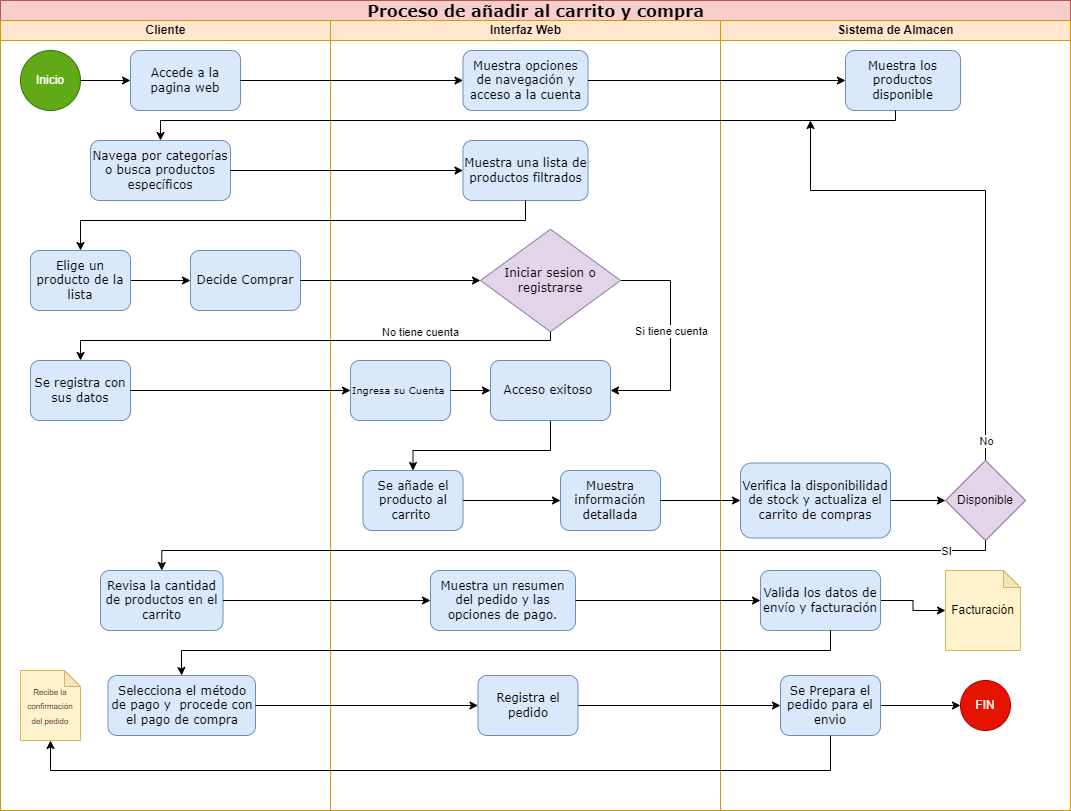 Proceso de añadir al carrito y compra
Cliente
Interfaz Web
Sistema de Almacen
Inicio
Accede a la
pagina web
Muestra opciones
de navegación y
acceso a la cuenta
Muestra los
productos
disponible
Navega por categorías
o busca productos
específicos
Muestra una lista de
productos filtrados
Elige un
producto de la
lista
Decide Comprar
Iniciar sesion o
registrarse
No tiene cuenta
Si tiene cuenta
Se registra con
sus datos
Ingresa su Cuenta
Acceso exitoso
No
Se añade el
producto al
carrito
Muestra
información
detallada
Verifica la disponibilidad
de stock y actualiza el
carrito de compras
Disponible
SI
Revisa la cantidad
de productos en el
carrito
Muestra un resumen
del pedido y las
opciones de pago.
Valida los datos de
envío y facturación
Facturación
Recibe la
confirmación
del pedido
Selecciona el método
de pago y  procede con
el pago de compra
Registra el
pedido
Se Prepara el
pedido para el
envio
FIN